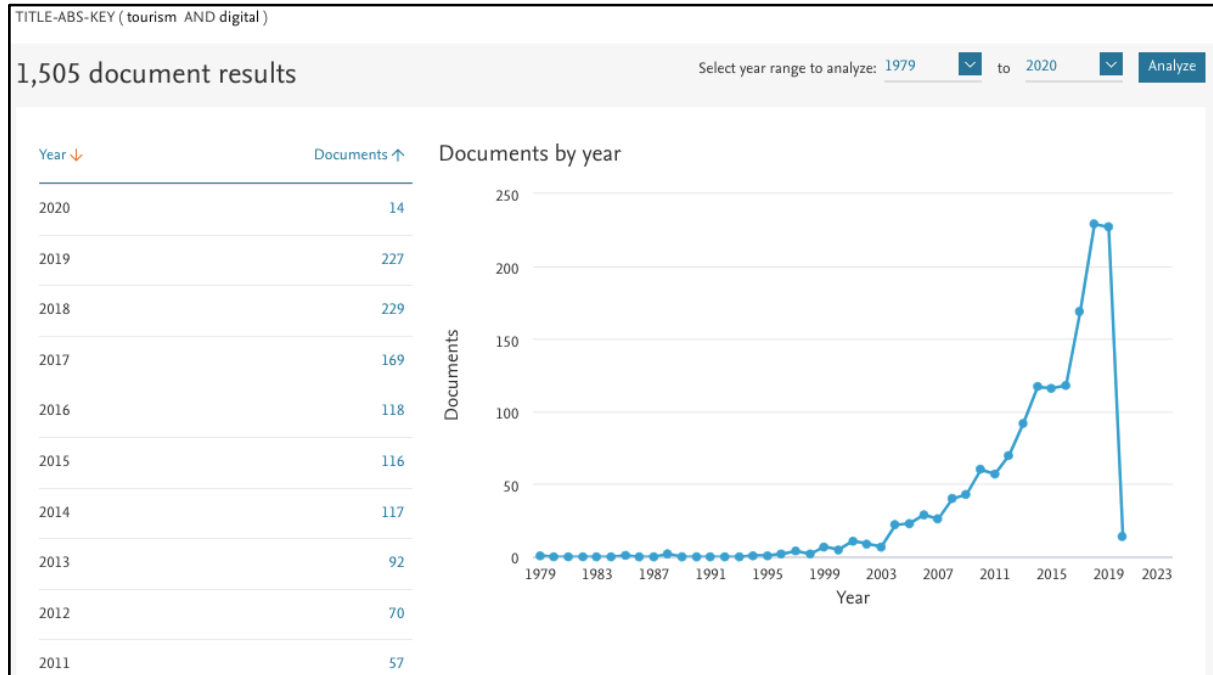 TITLE-ABS-KEY ( tourism AND digital )
1,505 document results
Select year range to analyze: 1979 to 2020 Analyze
Year Documents
2020 14
2019 227
2018 229
2017 169
2016 118
2015 116
2014 117
2013 92
2012 70
2011 57
Documents by year
250
200
150
100
50
0
Documents
1979 1983 1987 1991 1995 1999 2003 2007 2011 2015 2019 2023
Year